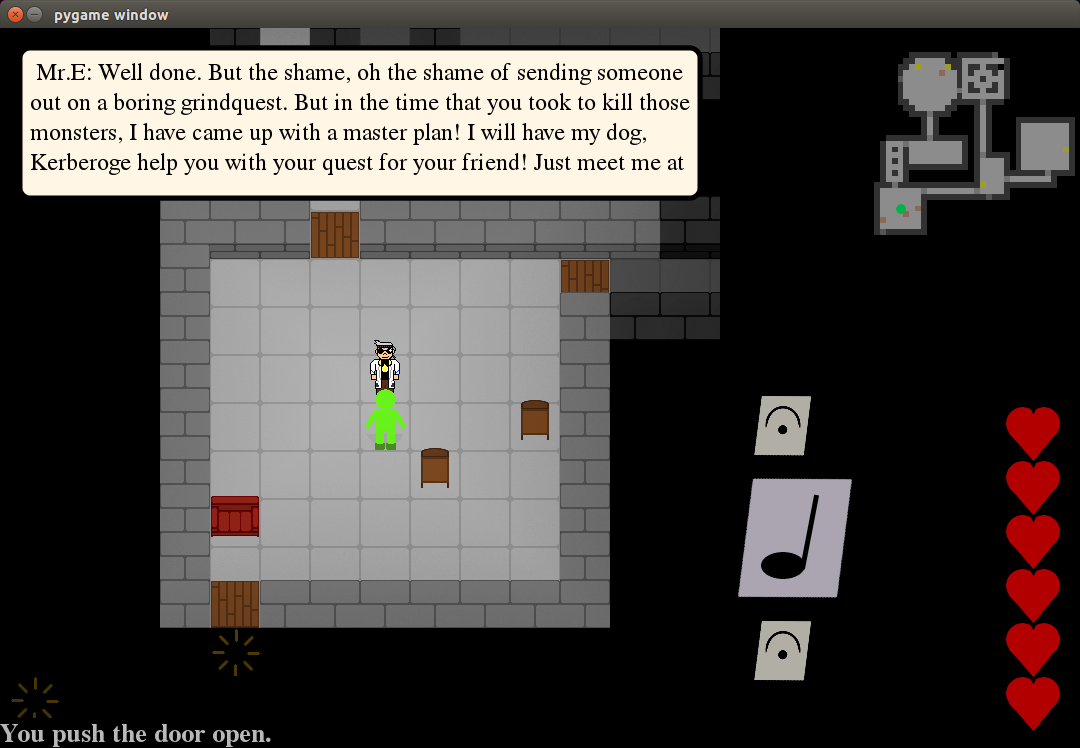 pygame window
Mr.E: Well done. But the shame, oh the shame of sending someone
out on a boring grindquest. But in the time that you took to kill those
monsters, I have came up with a master plan! I will have my dog,
Kerberoge help you with your quest for your friend! Just meet me at
You push the door open.